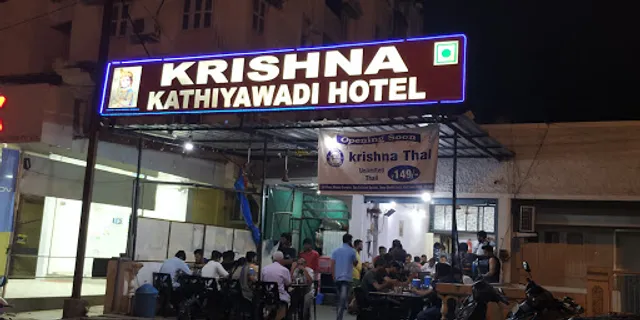 KRISHNA
KATHIYAWADI HOTEL
Opening Soon
krishna Thal
Unlimited
Thali
149/-